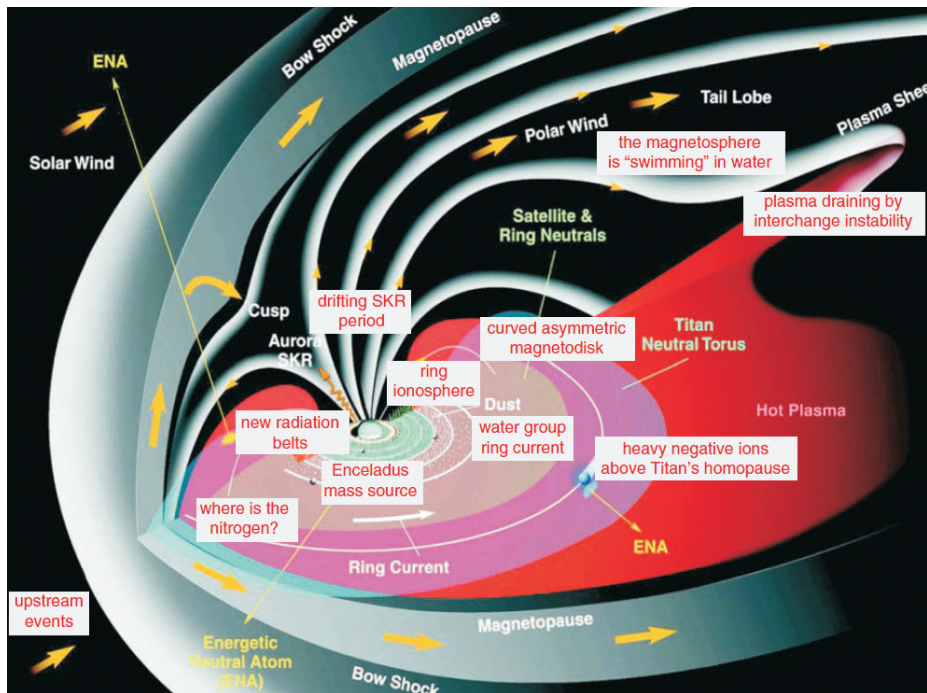 Bow Shock
Magnetopause
ENA
Solar Wind
Tail Lobe
Polar Wind
Plasma Sheet
the magnetosphere
is “swimming” in water
plasma draining by
interchange instability
Satellite &
Ring Neutrals
Cusp
drifting SKR
period
Aurora
SKR
curved asymmetric
magnetodisk
Titan
Neutral Torus
ring
ionosphere
Dust
Hot Plasma
new radiation
belts
water group
ring current
heavy negative ions
above Titan’s homopause
Enceladus
mass source
where is the
nitrogen?
ENA
Ring Current
upstream
events
Magnetopause
Energetic
Neutral Atom
(ENA)
Bow Shock